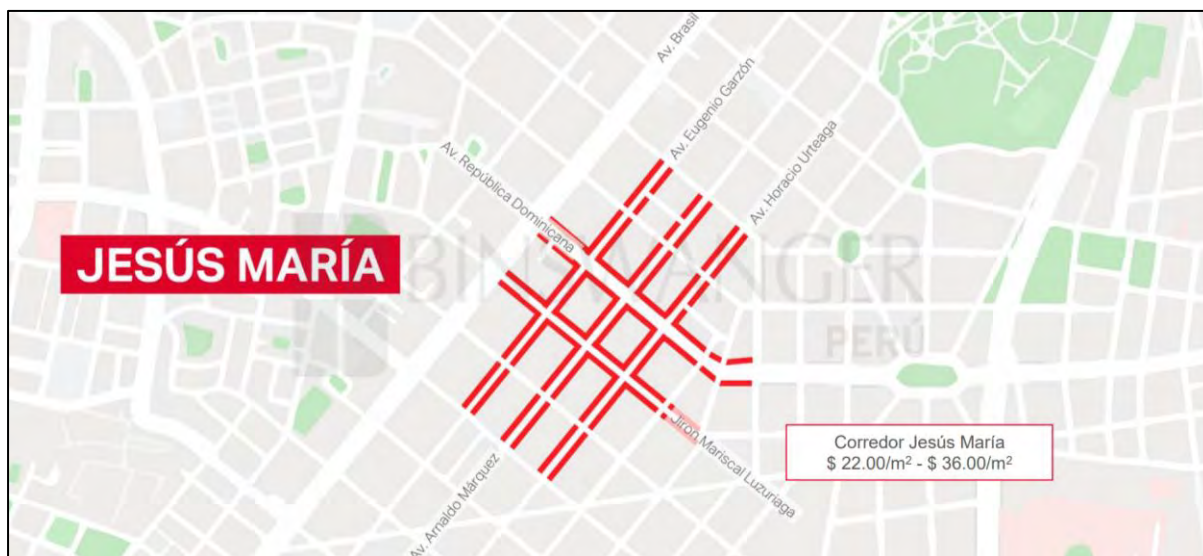 Av. Brasil
Av. Eugenio Garzón
Av. Horacio Urteaga
Av. República Dominicana
JESÚS MARÍA
BINSWANGER
PERÚ
Corredor Jesús María
$ 22.00/m² - $ 36.00/m²
Jiron Mariscal Luzuriaga
Av. Arnaldo Márquez